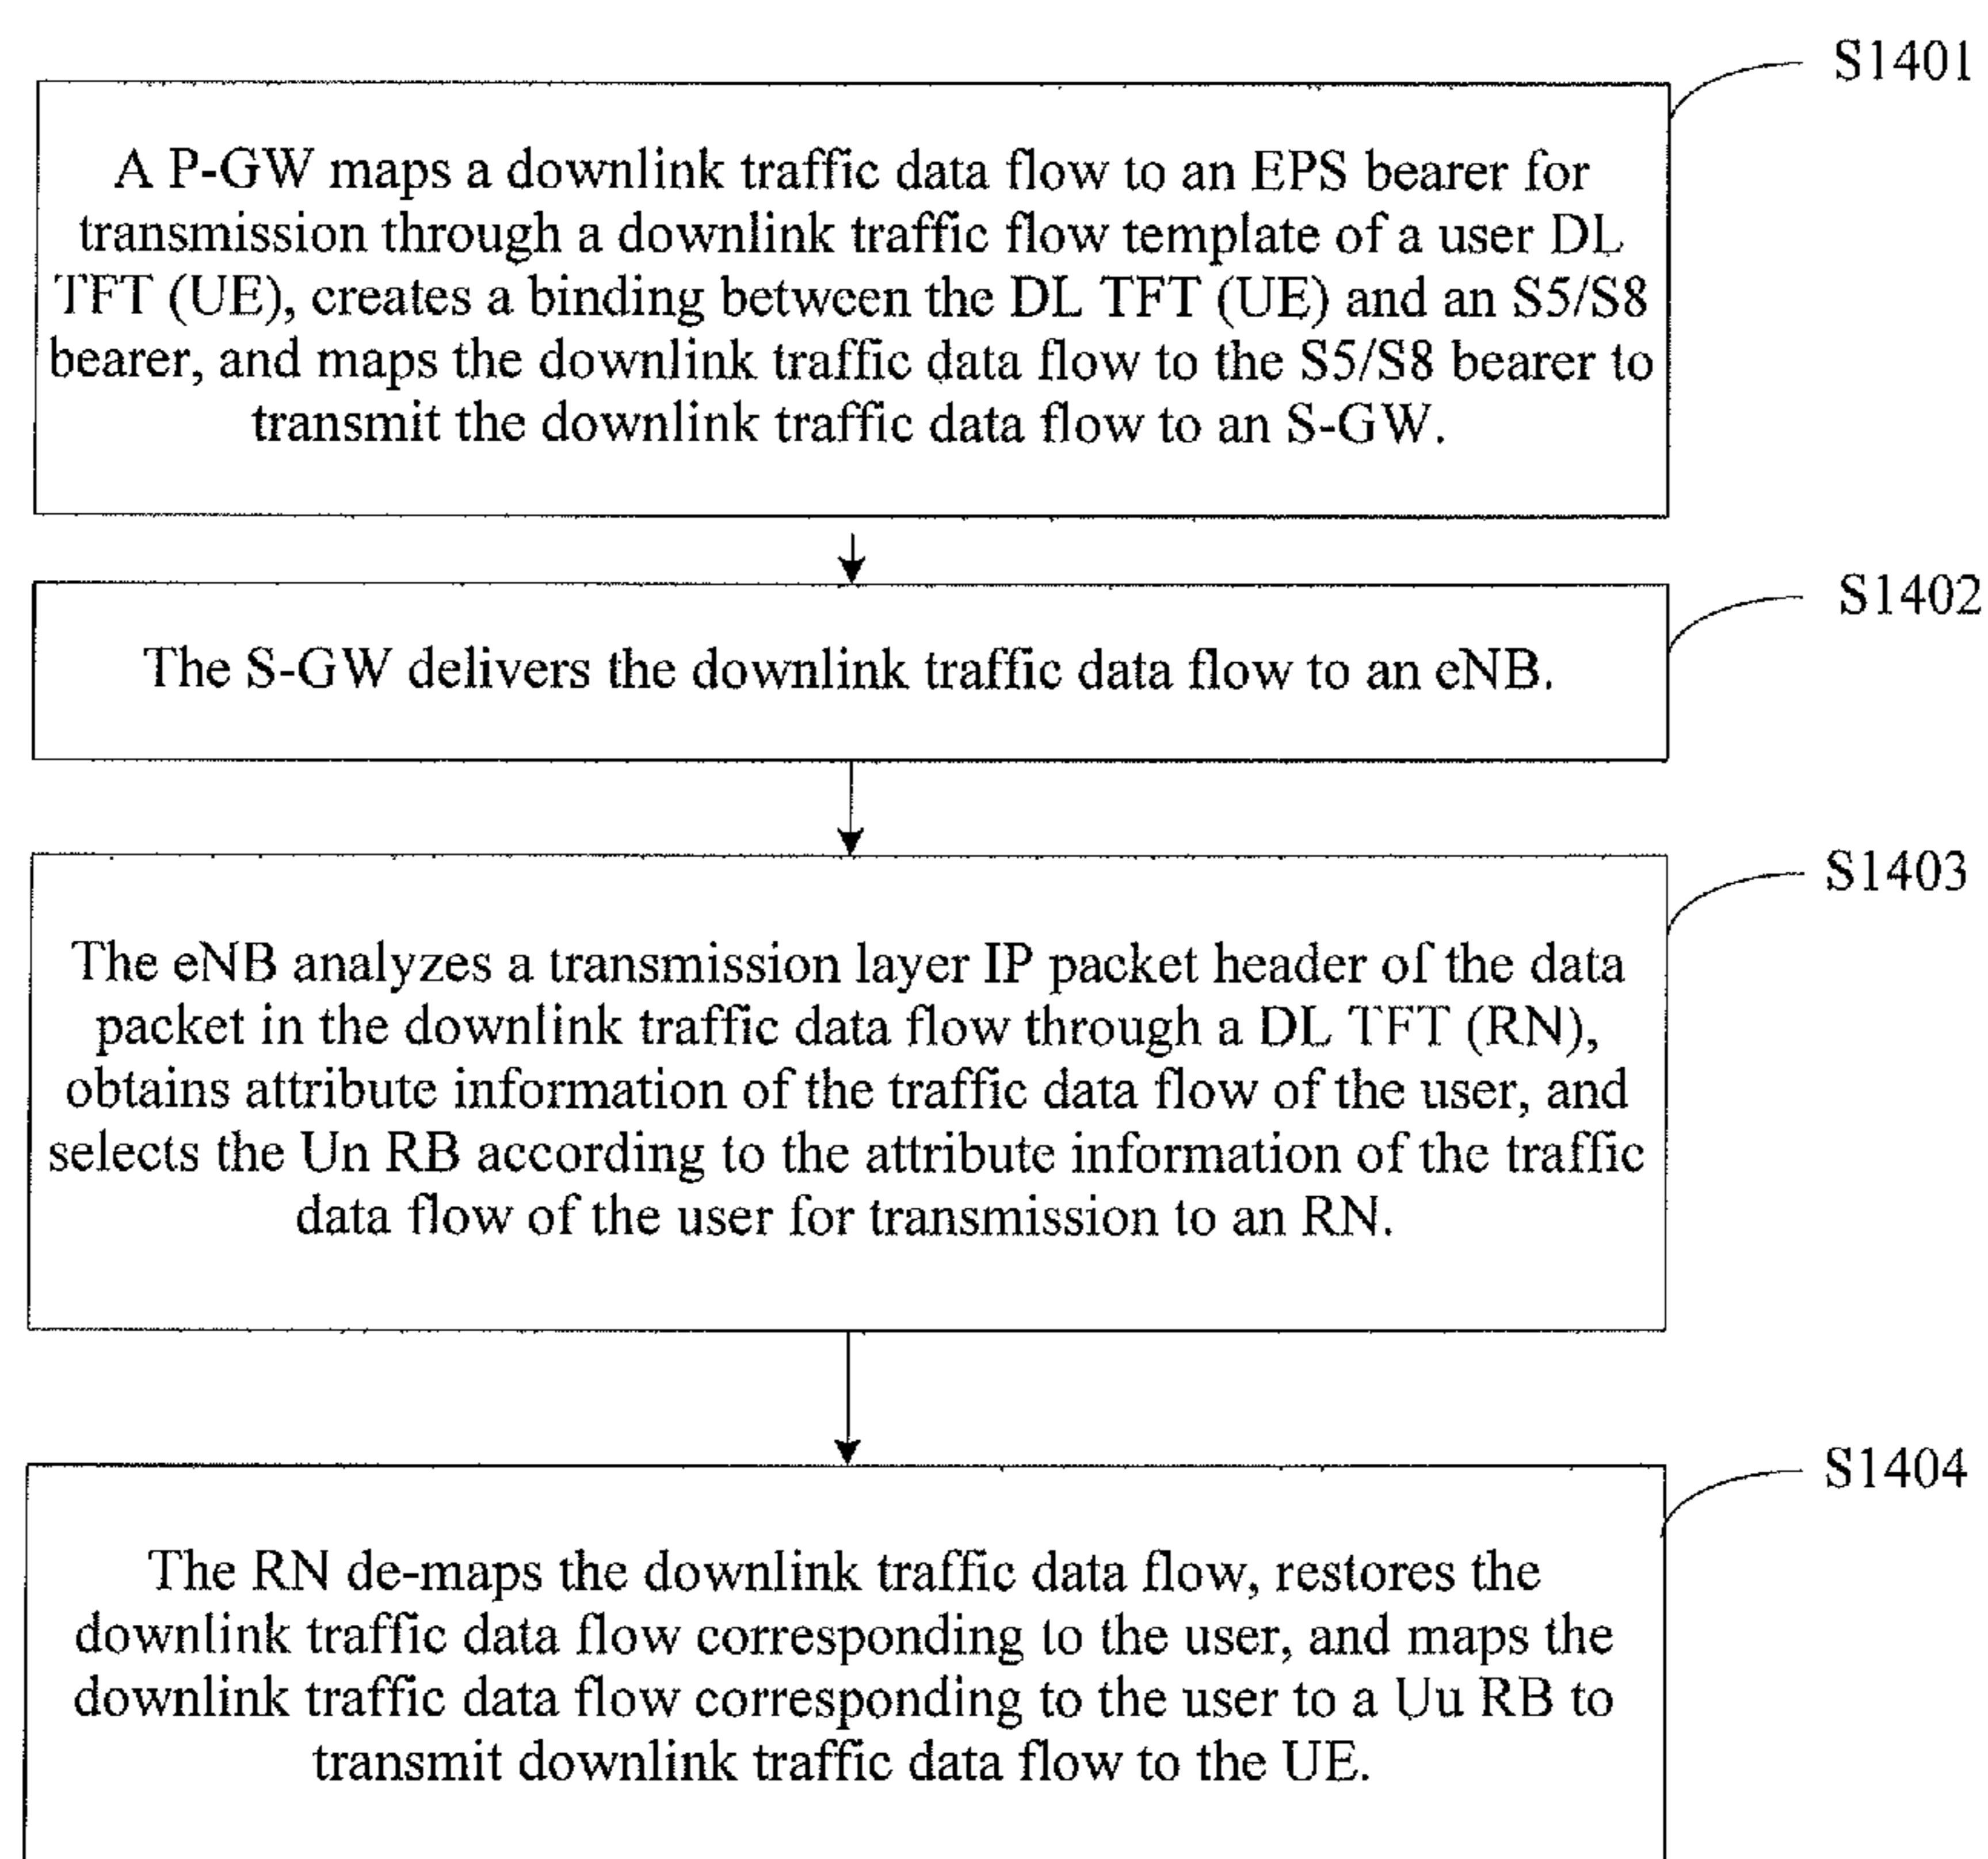 S1401
A P-GW maps a downlink traffic data flow to an EPS bearer for
transmission through a downlink traffic flow template of a user DL
TFT (UE), creates a binding between the DL TFT (UE) and an S5/S8
bearer, and maps the downlink traffic data flow to the S5/S8 bearer to
transmit the downlink traffic data flow to an S-GW.
S1402
The S-GW delivers the downlink traffic data flow to an eNB.
S1403
The eNB analyzes a transmission layer IP packet header of the data
packet in the downlink traffic data flow through a DL TFT (RN),
obtains attribute information of the traffic data flow of the user, and
selects the Un RB according to the attribute information of the traffic
data flow of the user for transmission to an RN.
S1404
The RN de-maps the downlink traffic data flow, restores the
downlink traffic data flow corresponding to the user, and maps the
downlink traffic data flow corresponding to the user to a Uu RB to
transmit downlink traffic data flow to the UE.